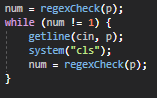 num = regexCheck(p);
while (num != 1) {
    getline(cin, p);
    system("cls");
    num = regexCheck(p);
}